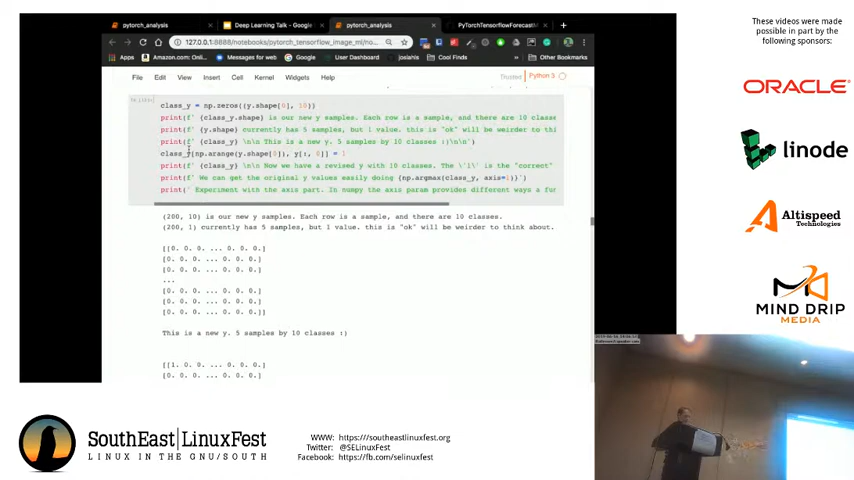 These videos were made
possible in part by the
following sponsors:
ORACLE
linode
Altispeed
Technologies
MIND DRIP
MEDIA
pytorch_analysis
Deep Learning Talk - Google
pytorch_analysis
PyTorchTensorflowForecastM
127.0.0.1:8888/notebooks/pytorch_tensorflow_image_ml/no
Apps
Amazon.com: Onli
Google
User Dashboard
joslahis
Messages for web
Cool Finds
Other Bookmarks
File Edit View Insert Cell Kernel Widgets Help
Trusted
Python 3
class_y = np.zeros((y.shape[0], 10))
print(f' {class_y.shape} is our new y samples. Each row is a sample, and there are 10 classe
print(f' {y.shape} currently has 5 samples, but 1 value. this is "ok" will be weirder to thi
print(f' {class_y} \n\n This is a new y. 5 samples by 10 classes :)\n\n')
class_y[np.arange(y.shape[0]), y[:, 0]] = 1
print(f' {class_y} \n\n Now we have a revised y with 10 classes. The \'1\' is the "correct"
print(f' We can get the original y values easily doing {np.argmax(class_y, axis=1)}')
print(' Experiment with the axis part. In numpy the axis param provides different ways a fur
(200, 10) is our new y samples. Each row is a sample, and there are 10 classes.
(200, 1) currently has 5 samples, but 1 value. this is "ok" will be weirder to think about.
[[0. 0. 0. ... 0. 0. 0.]
[0. 0. 0. ... 0. 0. 0.]
[0. 0. 0. ... 0. 0. 0.]
...
[0. 0. 0. ... 0. 0. 0.]
[0. 0. 0. ... 0. 0. 0.]
[0. 0. 0. ... 0. 0. 0.]]
This is a new y. 5 samples by 10 classes :)
[[1. 0. 0. ... 0. 0. 0.]
[0. 0. 0. ... 0. 0. 0.]
SouthEast|LinuxFest
LINUX IN THE GNU/SOUTH
WWW: https://southeastlinuxfest.org
Twitter: @SELinuxFest
Facebook: https://fb.com/selinuxfest